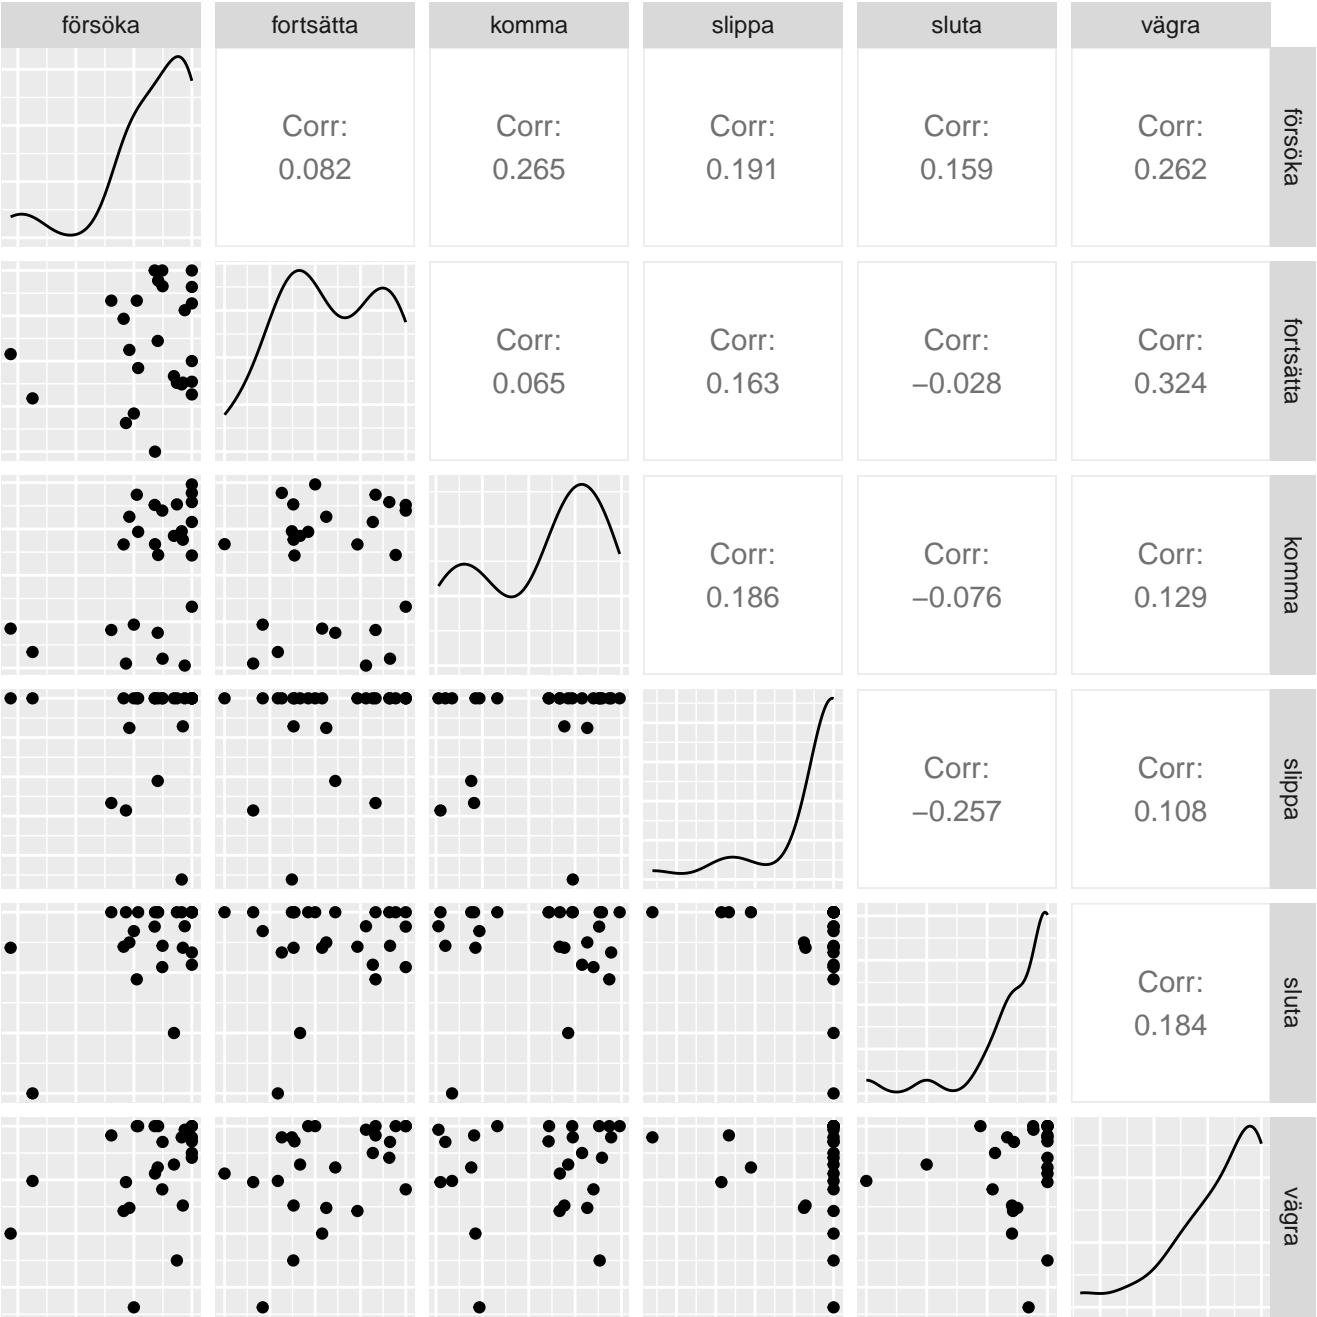 försöka fortsätta komma slippa sluta vägra
Corr: Corr: Corr: Corr: Corr:
0.082 0.265 0.191 0.159 0.262
försöka
Corr: Corr: Corr: Corr:
0.065 0.163 −0.028 0.324
fortsätta
Corr: Corr: Corr:
0.186 −0.076 0.129
komma
Corr: Corr:
−0.257 0.108
slippa
Corr:
0.184
sluta
vägra